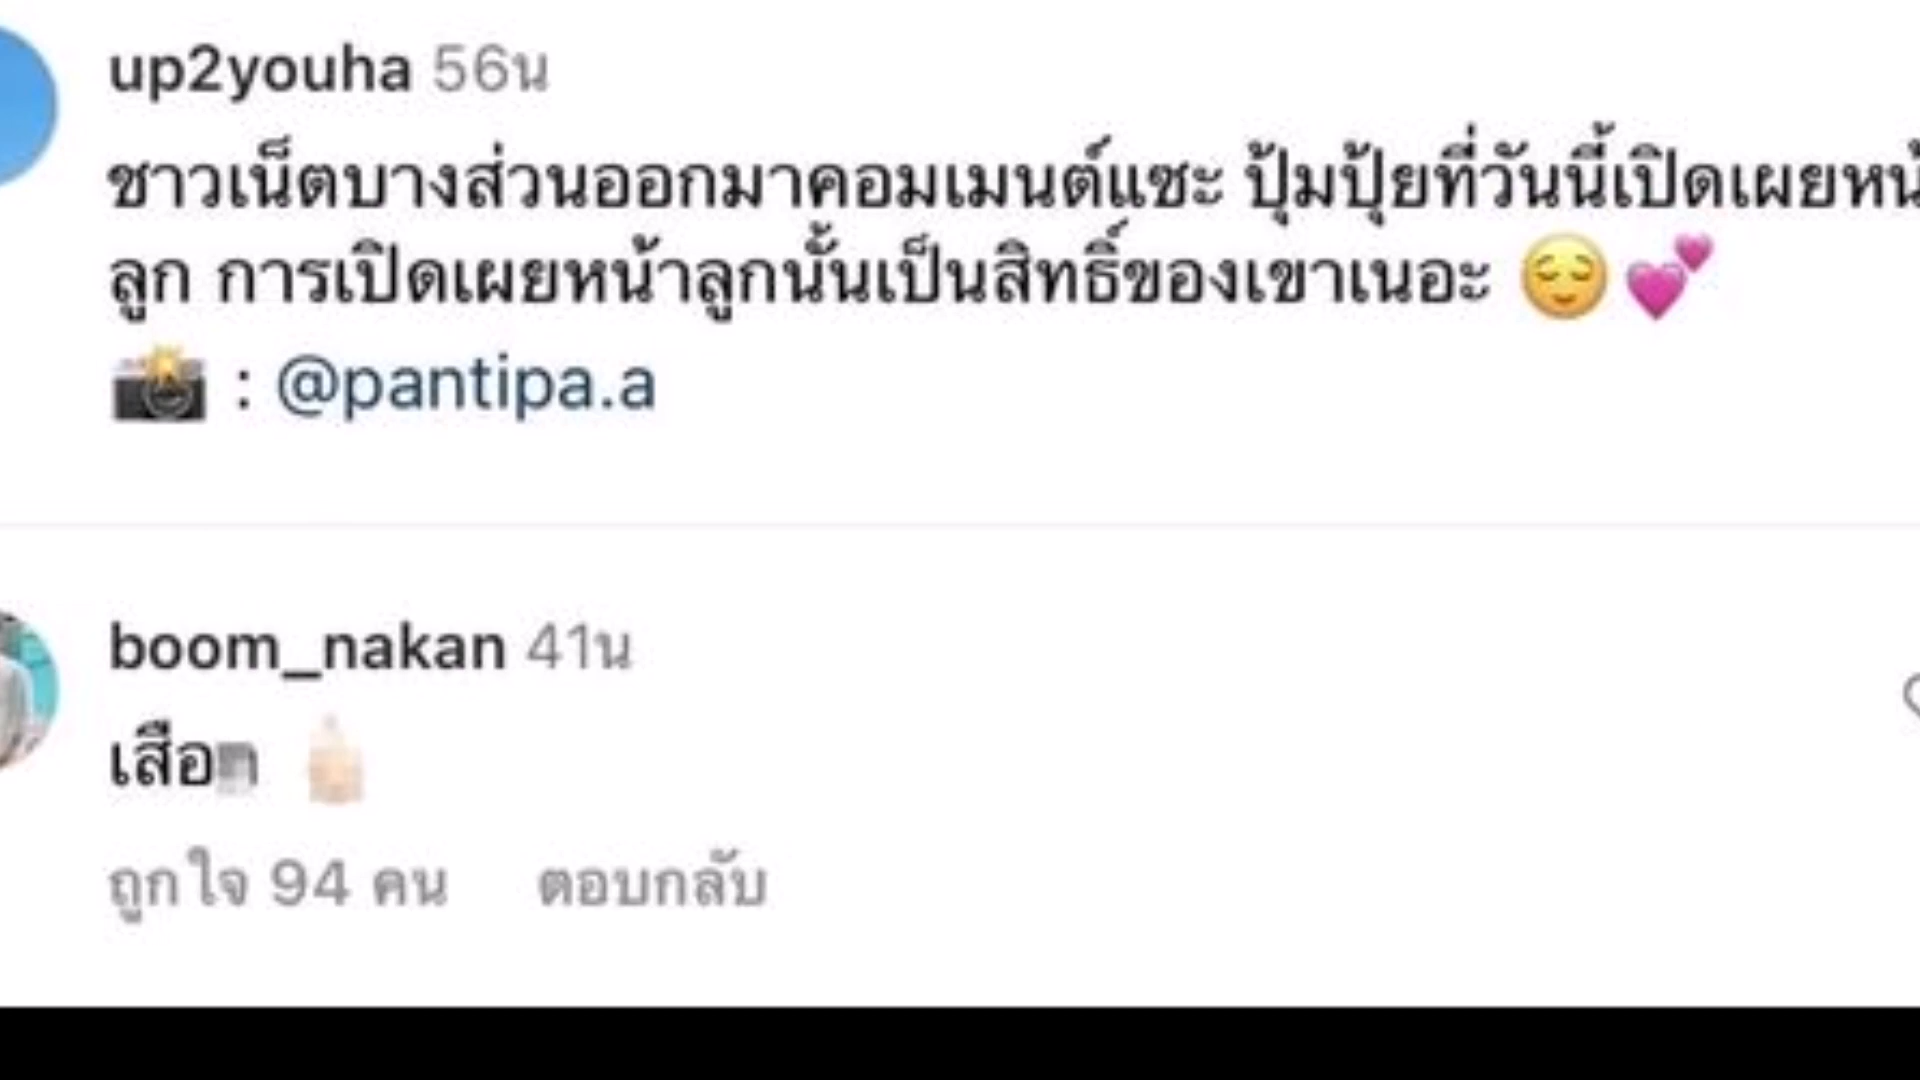 up2youha 56น
ชาวเน็ตบางส่วนออกมาคอมเมนต์แซะ ปุ้มปุ้ยที่วันนี้เปิดเผยหน้
ลูก การเปิดเผยหน้าลูกนั้นเป็นสิทธิ์ของเขาเนอะ 😌💕
📸 : @pantipa.a
boom_nakan 41น
เสือ
ถูกใจ 94 คน ตอบกลับ